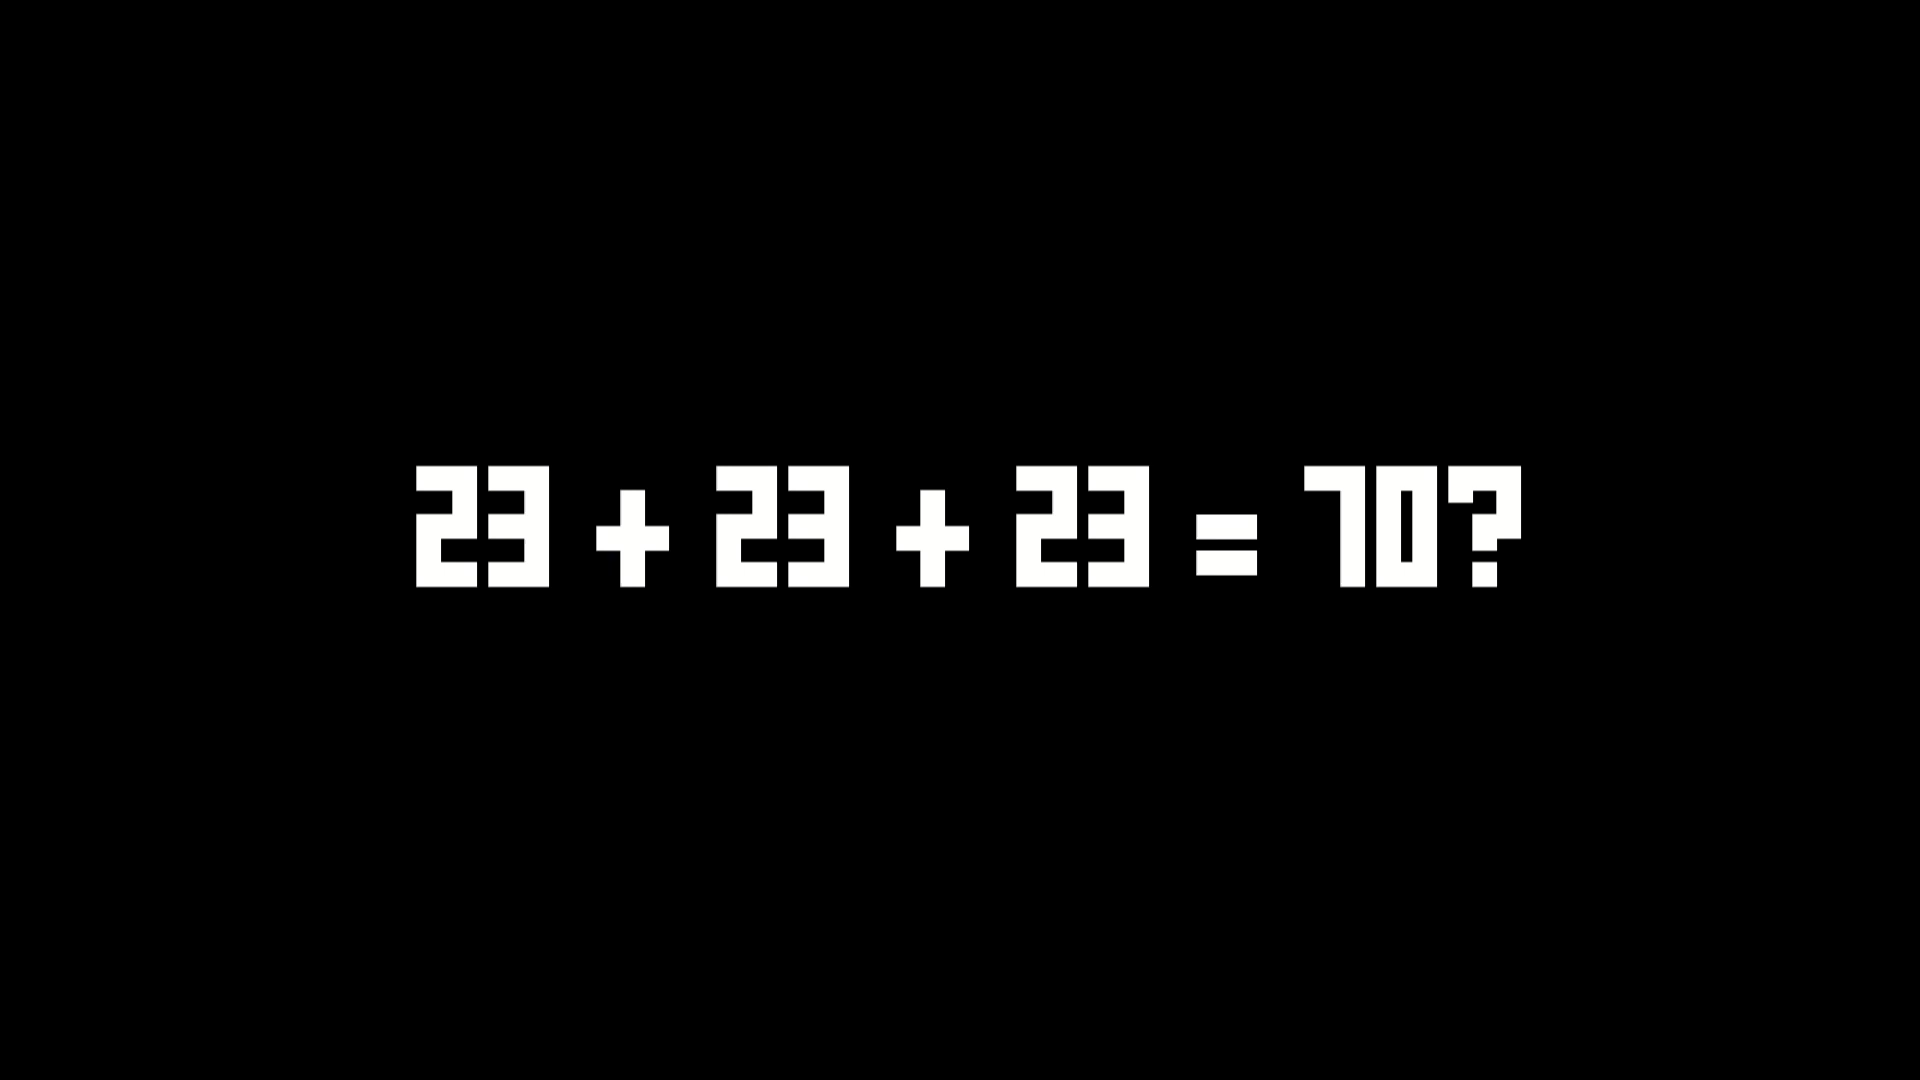 23 + 23 + 23 = 70?